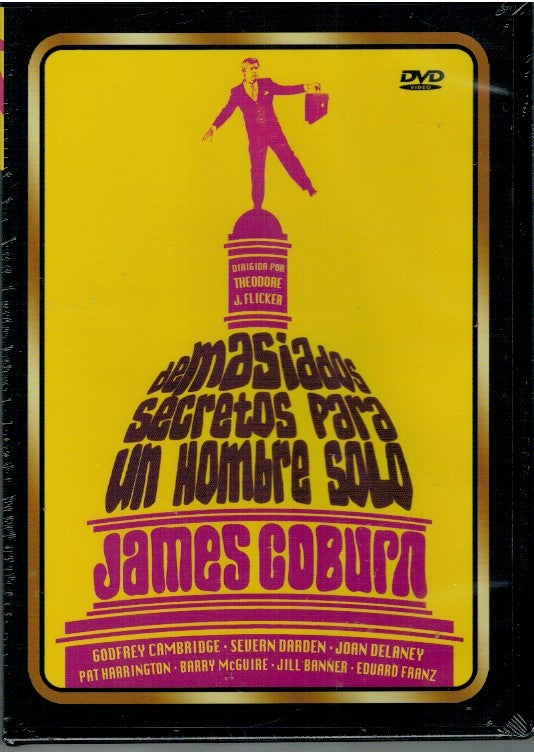 DVD
VIDEO
DIRIGIDA POR
THEODORE
J. FLICKER
demasiados
secretos para
un hombre solo
James Coburn
GODFREY CAMBRIDGE · SEVERN DARDEN · JOAN DELANEY
PAT HARRINGTON · BARRY McGUIRE · JILL BANNER · EDUARD FRANZ